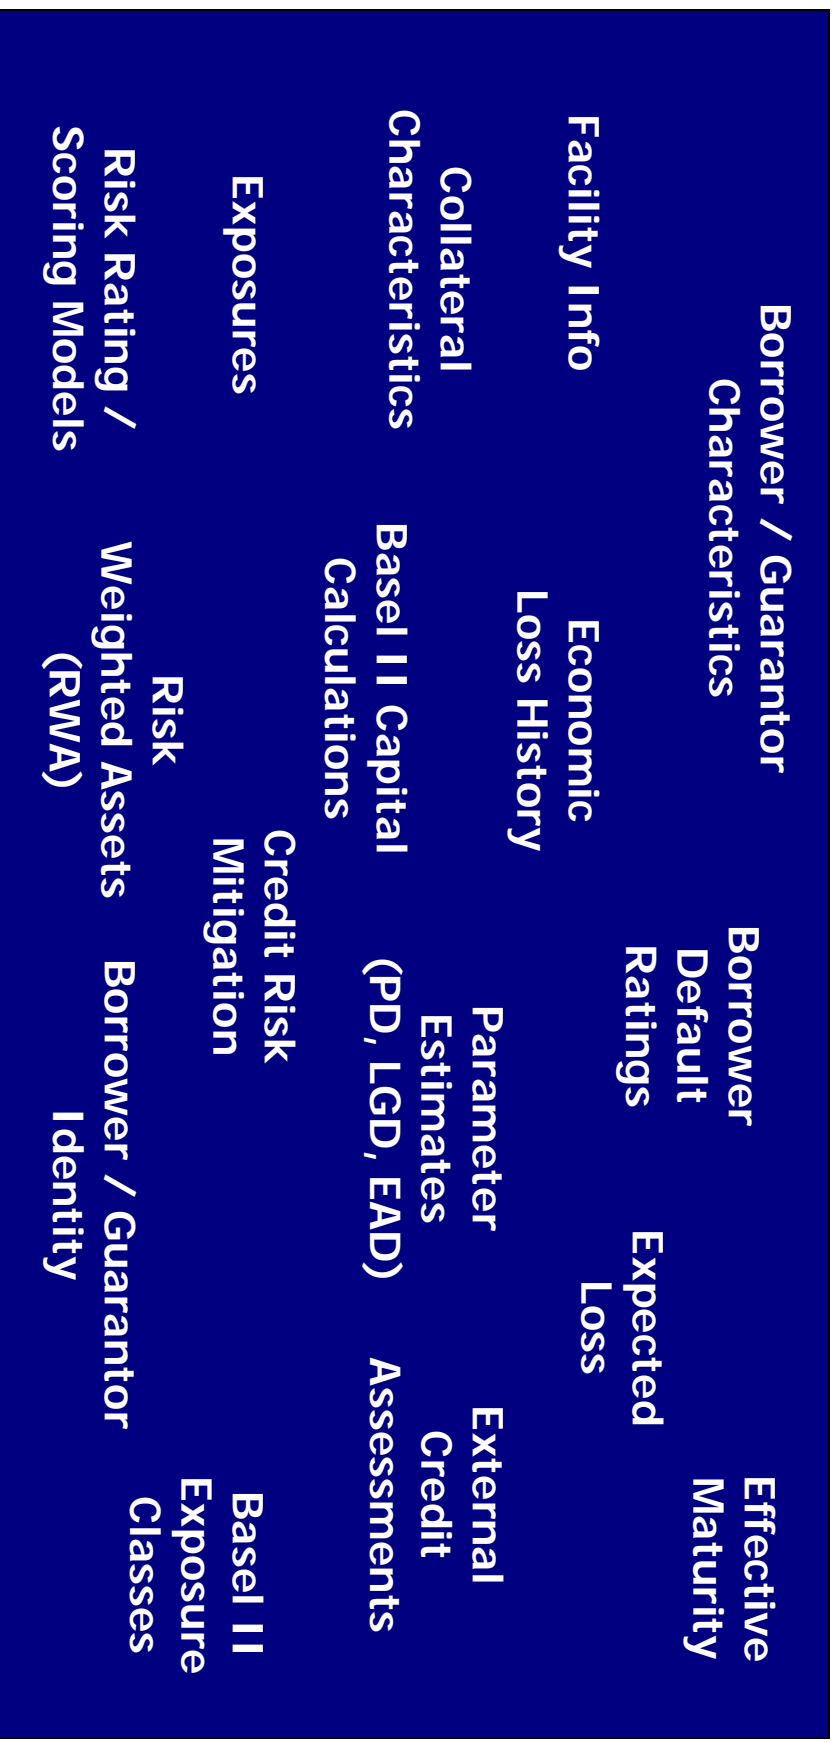 Borrower / Guarantor
Characteristics
Effective
Maturity
Borrower
Default
Ratings
Expected
Loss
Facility Info
Economic
Loss History
Collateral
Characteristics
Parameter
Estimates
(PD, LGD, EAD)
External
Credit
Assessments
Basel II Capital
Calculations
Credit Risk
Mitigation
Exposures
Basel II
Exposure
Classes
Risk
Weighted Assets
(RWA)
Risk Rating /
Scoring Models
Borrower / Guarantor
Identity